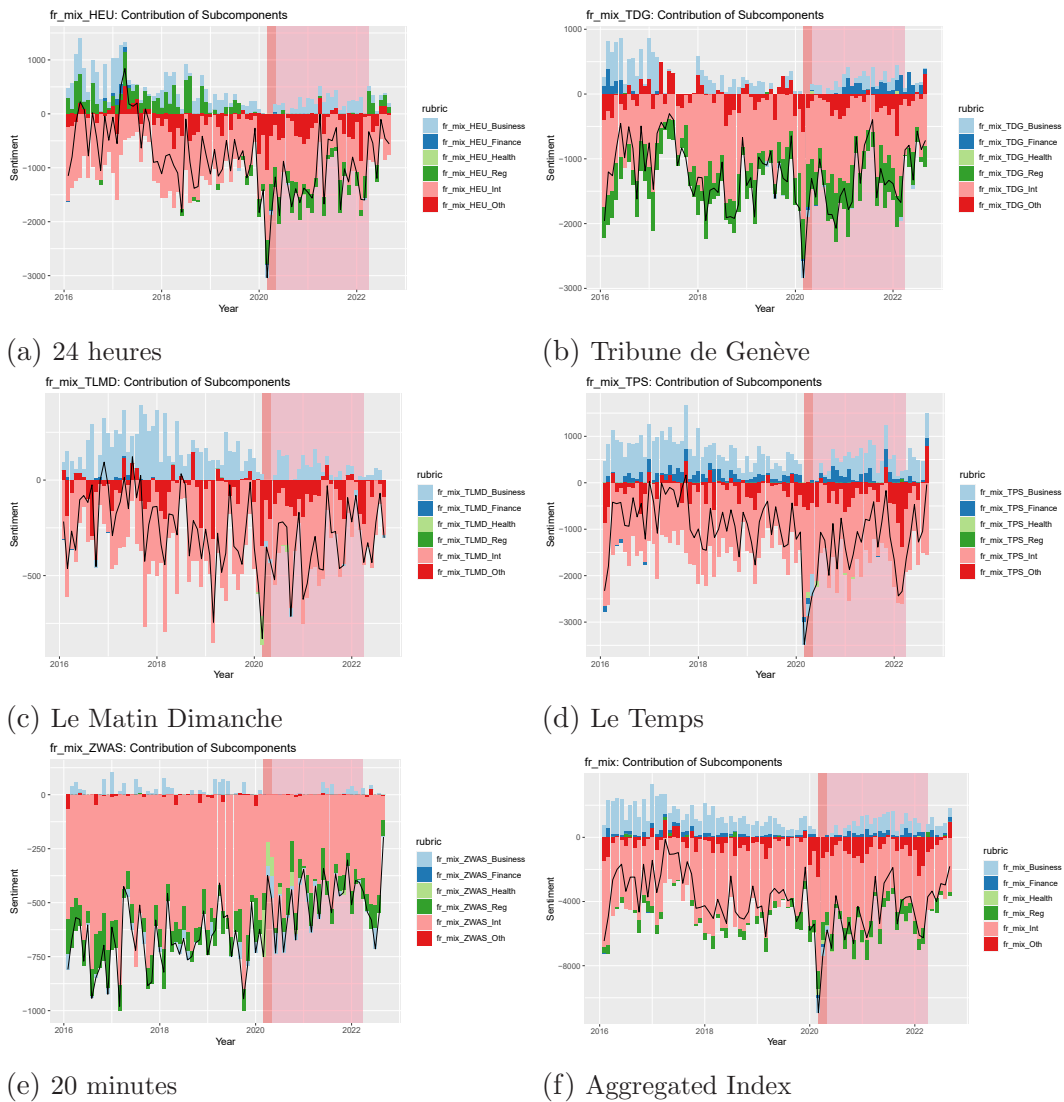 fr_mix_HEU: Contribution of Subcomponents
1000
0
−1000
−2000
−3000
Sentiment
2016
2018
2020
2022
Year
rubric
fr_mix_HEU_Business
fr_mix_HEU_Finance
fr_mix_HEU_Health
fr_mix_HEU_Reg
fr_mix_HEU_Int
fr_mix_HEU_Oth
(a) 24 heures
fr_mix_TDG: Contribution of Subcomponents
1000
0
−1000
−2000
−3000
Sentiment
2016
2018
2020
2022
Year
rubric
fr_mix_TDG_Business
fr_mix_TDG_Finance
fr_mix_TDG_Health
fr_mix_TDG_Reg
fr_mix_TDG_Int
fr_mix_TDG_Oth
(b) Tribune de Genève
fr_mix_TLMD: Contribution of Subcomponents
0
−500
Sentiment
2016
2018
2020
2022
Year
rubric
fr_mix_TLMD_Business
fr_mix_TLMD_Finance
fr_mix_TLMD_Health
fr_mix_TLMD_Reg
fr_mix_TLMD_Int
fr_mix_TLMD_Oth
(c) Le Matin Dimanche
fr_mix_TPS: Contribution of Subcomponents
1000
0
−1000
−2000
−3000
Sentiment
2016
2018
2020
2022
Year
rubric
fr_mix_TPS_Business
fr_mix_TPS_Finance
fr_mix_TPS_Health
fr_mix_TPS_Reg
fr_mix_TPS_Int
fr_mix_TPS_Oth
(d) Le Temps
fr_mix_ZWAS: Contribution of Subcomponents
0
−250
−500
−750
−1000
Sentiment
2016
2018
2020
2022
Year
rubric
fr_mix_ZWAS_Business
fr_mix_ZWAS_Finance
fr_mix_ZWAS_Health
fr_mix_ZWAS_Reg
fr_mix_ZWAS_Int
fr_mix_ZWAS_Oth
(e) 20 minutes
fr_mix: Contribution of Subcomponents
0
−4000
−8000
Sentiment
2016
2018
2020
2022
Year
rubric
fr_mix_Business
fr_mix_Finance
fr_mix_Health
fr_mix_Reg
fr_mix_Int
fr_mix_Oth
(f) Aggregated Index